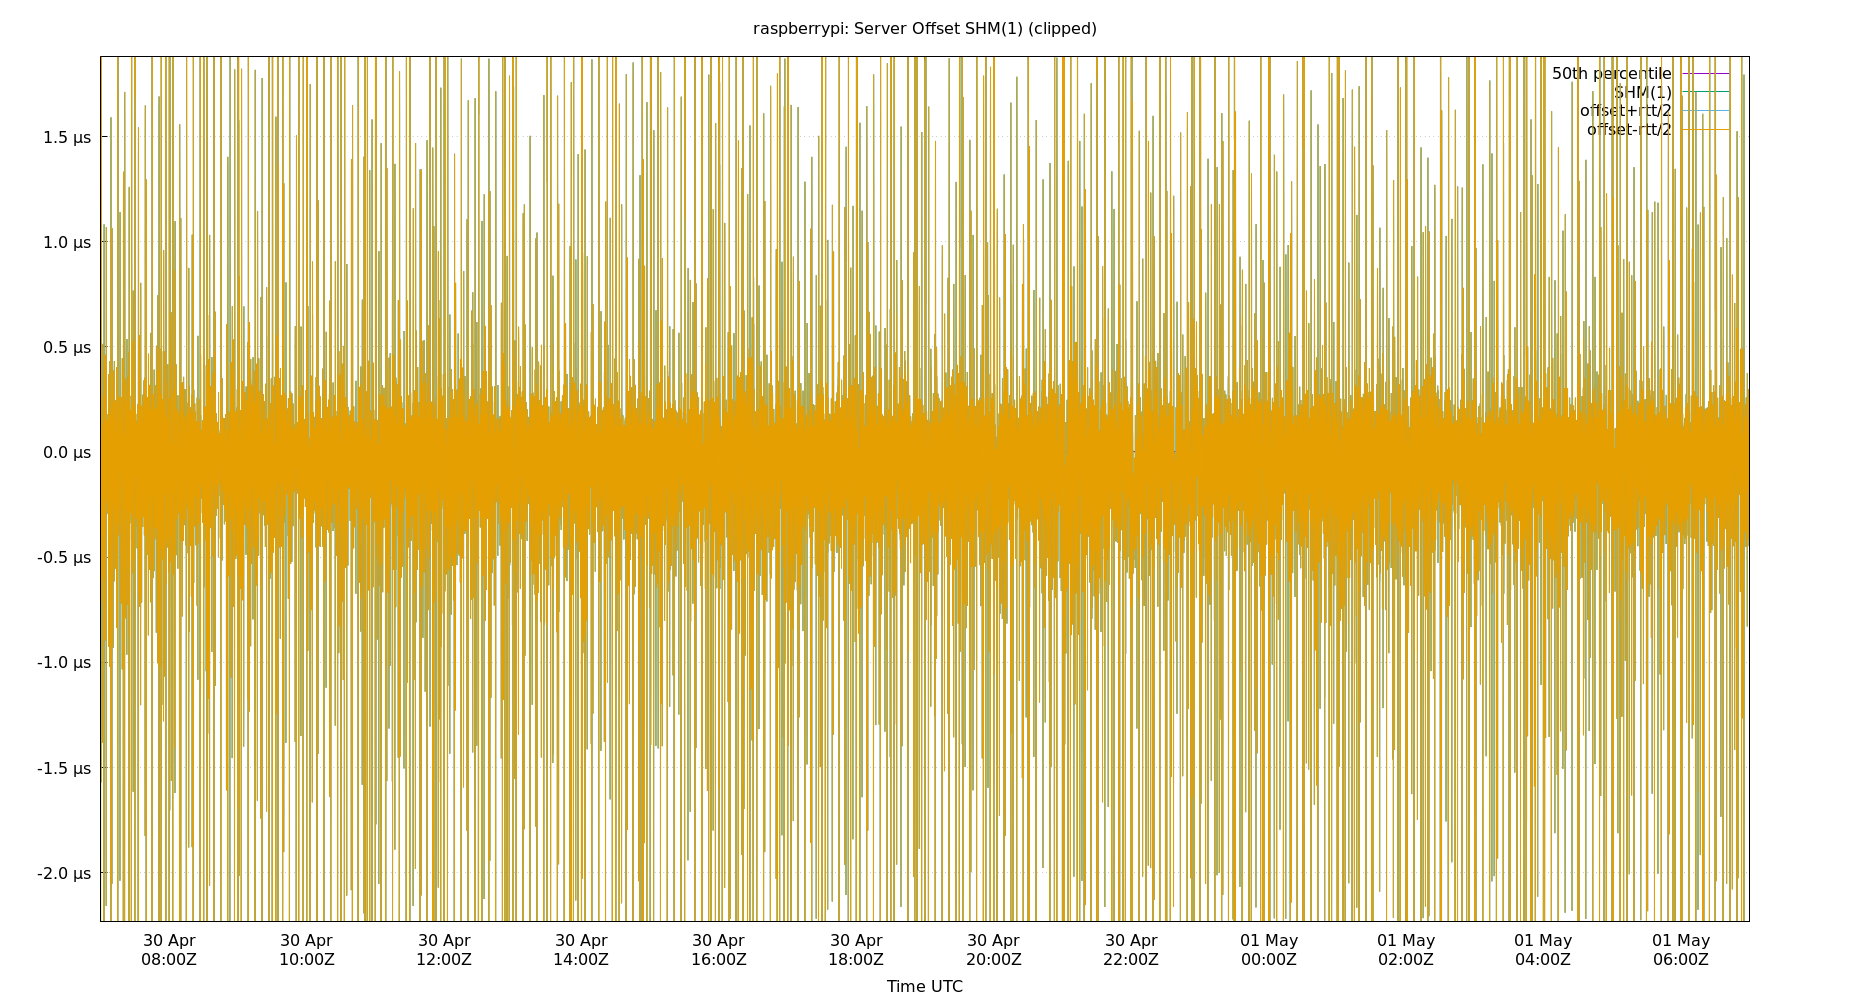 raspberrypi: Server Offset SHM(1) (clipped)
50th percentile
SHM(1)
offset+rtt/2
offset-rtt/2
1.5 µs
1.0 µs
0.5 µs
0.0 µs
-0.5 µs
-1.0 µs
-1.5 µs
-2.0 µs
30 Apr 30 Apr 30 Apr 30 Apr 30 Apr 30 Apr 30 Apr 30 Apr 01 May 01 May 01 May 01 May
08:00Z 10:00Z 12:00Z 14:00Z 16:00Z 18:00Z 20:00Z 22:00Z 00:00Z 02:00Z 04:00Z 06:00Z
Time UTC